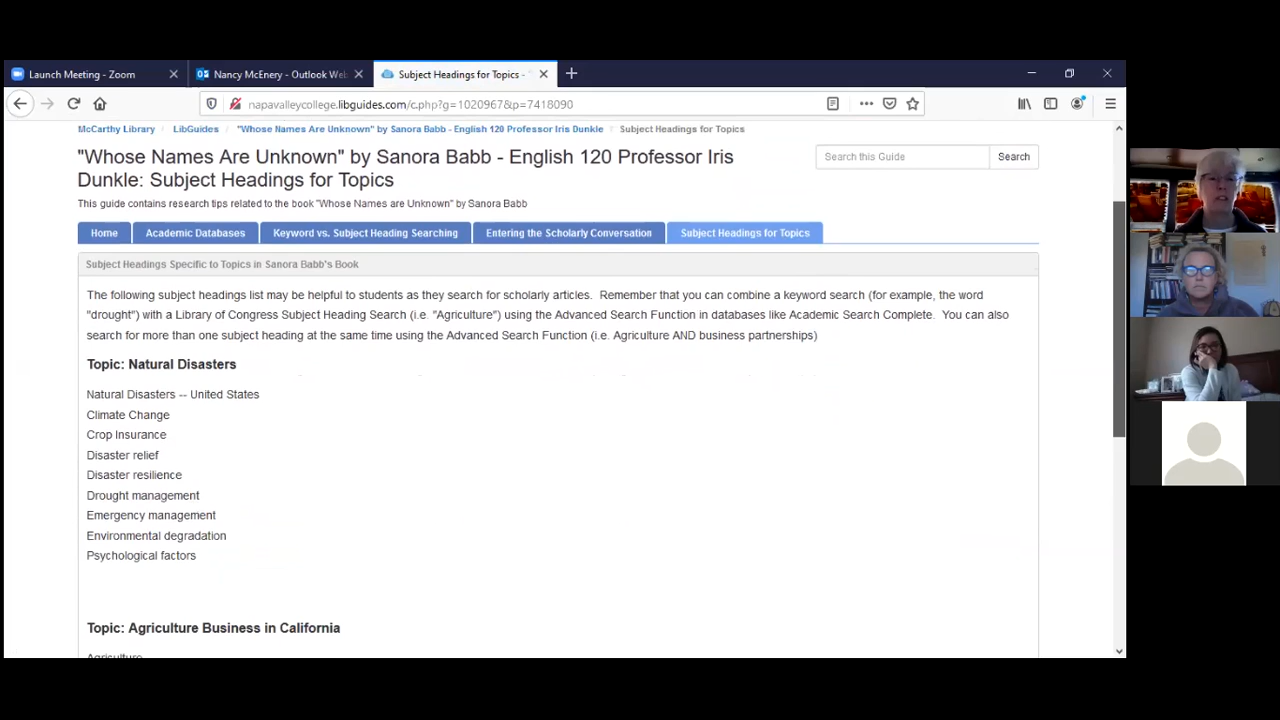 Launch Meeting - Zoom
Nancy McEnery - Outlook Web
Subject Headings for Topics - "
napavalleycollege.libguides.com/c.php?g=1020967&p=7418090
McCarthy Library / LibGuides / "Whose Names Are Unknown" by Sanora Babb - English 120 Professor Iris Dunkle / Subject Headings for Topics
"Whose Names Are Unknown" by Sanora Babb - English 120 Professor Iris
Dunkle: Subject Headings for Topics
Search this Guide
Search
This guide contains research tips related to the book "Whose Names are Unknown" by Sanora Babb
Home
Academic Databases
Keyword vs. Subject Heading Searching
Entering the Scholarly Conversation
Subject Headings for Topics
Subject Headings Specific to Topics in Sanora Babb's Book
The following subject headings list may be helpful to students as they search for scholarly articles. Remember that you can combine a keyword search (for example, the word
"drought") with a Library of Congress Subject Heading Search (i.e. "Agriculture") using the Advanced Search Function in databases like Academic Search Complete. You can also
search for more than one subject heading at the same time using the Advanced Search Function (i.e. Agriculture AND business partnerships)
Topic: Natural Disasters
Natural Disasters -- United States
Climate Change
Crop Insurance
Disaster relief
Disaster resilience
Drought management
Emergency management
Environmental degradation
Psychological factors
Topic: Agriculture Business in California
Agriculture